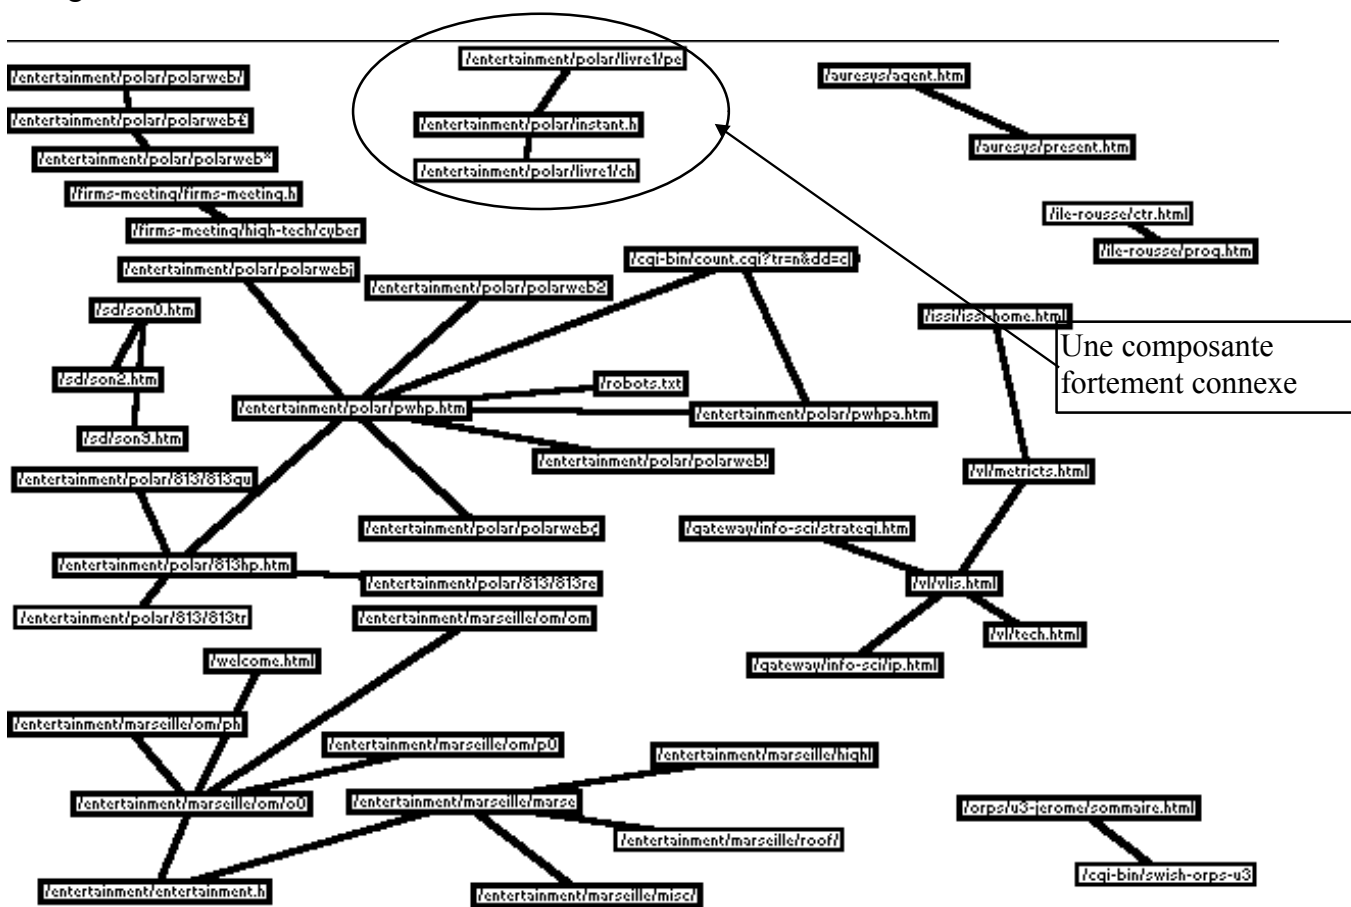 /entertainment/polar/livre1/pe
/entertainment/polar/polarweb/
/auresys/agent.htm
/entertainment/polar/polarweb€
/entertainment/polar/instant.h
/auresys/present.htm
/entertainment/polar/polarweb*
/entertainment/polar/livre1/ch
/firms-meeting/firms-meeting.h
/ile-rousse/ctr.html
/firms-meeting/high-tech/cyber
/ile-rousse/prog.htm
/entertainment/polar/polarwebj
/cgi-bin/count.cgi?tr=n&dd=c|
/entertainment/polar/polarweb2
/sd/son0.htm
/issi/issi-home.html
Une composante
fortement connexe
/sd/son2.htm
/robots.txt
/entertainment/polar/pwhp.htm
/entertainment/polar/pwhpa.htm
/sd/son9.htm
/entertainment/polar/polarweb!
/vl/metricts.html
/entertainment/polar/813/813qu
/entertainment/polar/polarwebç
/gateway/info-sci/strategi.htm
/entertainment/polar/813hp.htm
/entertainment/polar/813/813re
/vl/vlis.html
/entertainment/polar/813/813tr
/entertainment/marseille/om/om
/vl/tech.html
/welcome.html
/gateway/info-sci/ip.html
/entertainment/marseille/om/ph
/entertainment/marseille/om/p0
/entertainment/marseille/highl
/entertainment/marseille/om/o0
/entertainment/marseille/marse
/orps/u3-jerome/sommaire.html
/entertainment/marseille/roof/
/cgi-bin/swish-orps-u3
/entertainment/entertainment.h
/entertainment/marseille/misc/